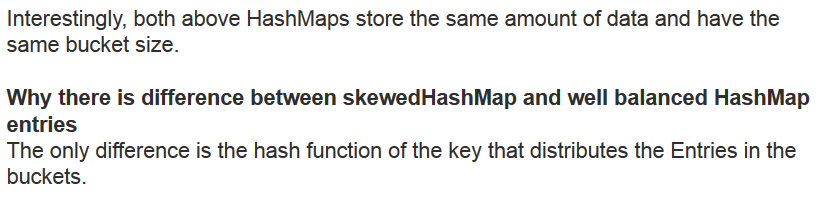 Interestingly, both above HashMaps store the same amount of data and have the
same bucket size.
Why there is difference between skewedHashMap and well balanced HashMap
entries
The only difference is the hash function of the key that distributes the Entries in the
buckets.